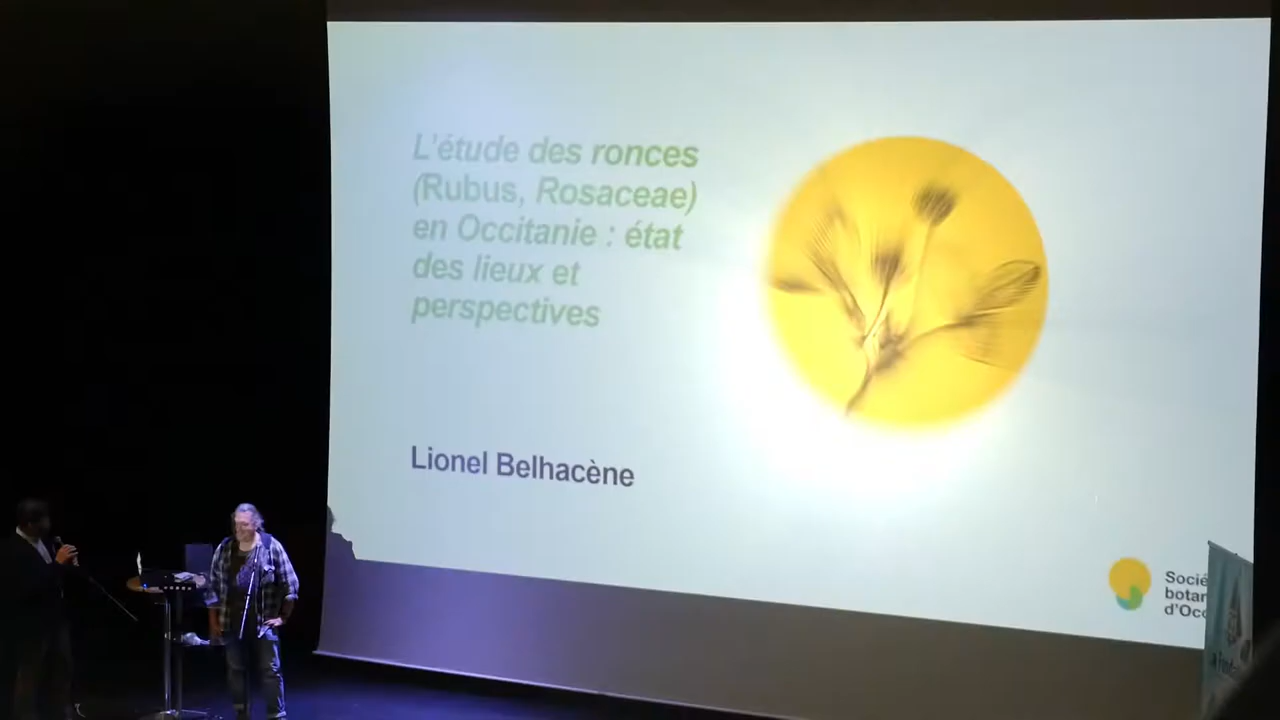 L'étude des ronces
(Rubus, Rosaceae)
en Occitanie : état
des lieux et
perspectives
Lionel Belhacène
Socié
botan
d'Occ